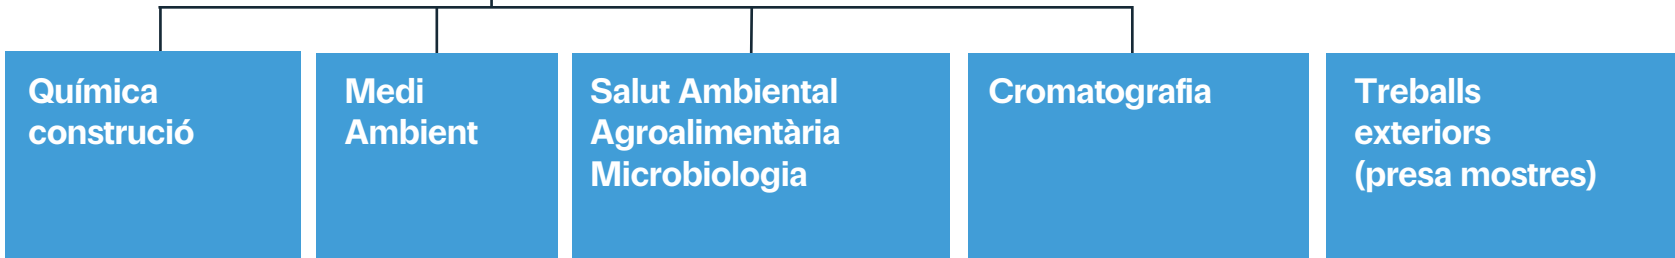 Química
construció
Medi
Ambient
Salut Ambiental
Agroalimentària
Microbiologia
Cromatografia
Treballs
exteriors
(presa mostres)